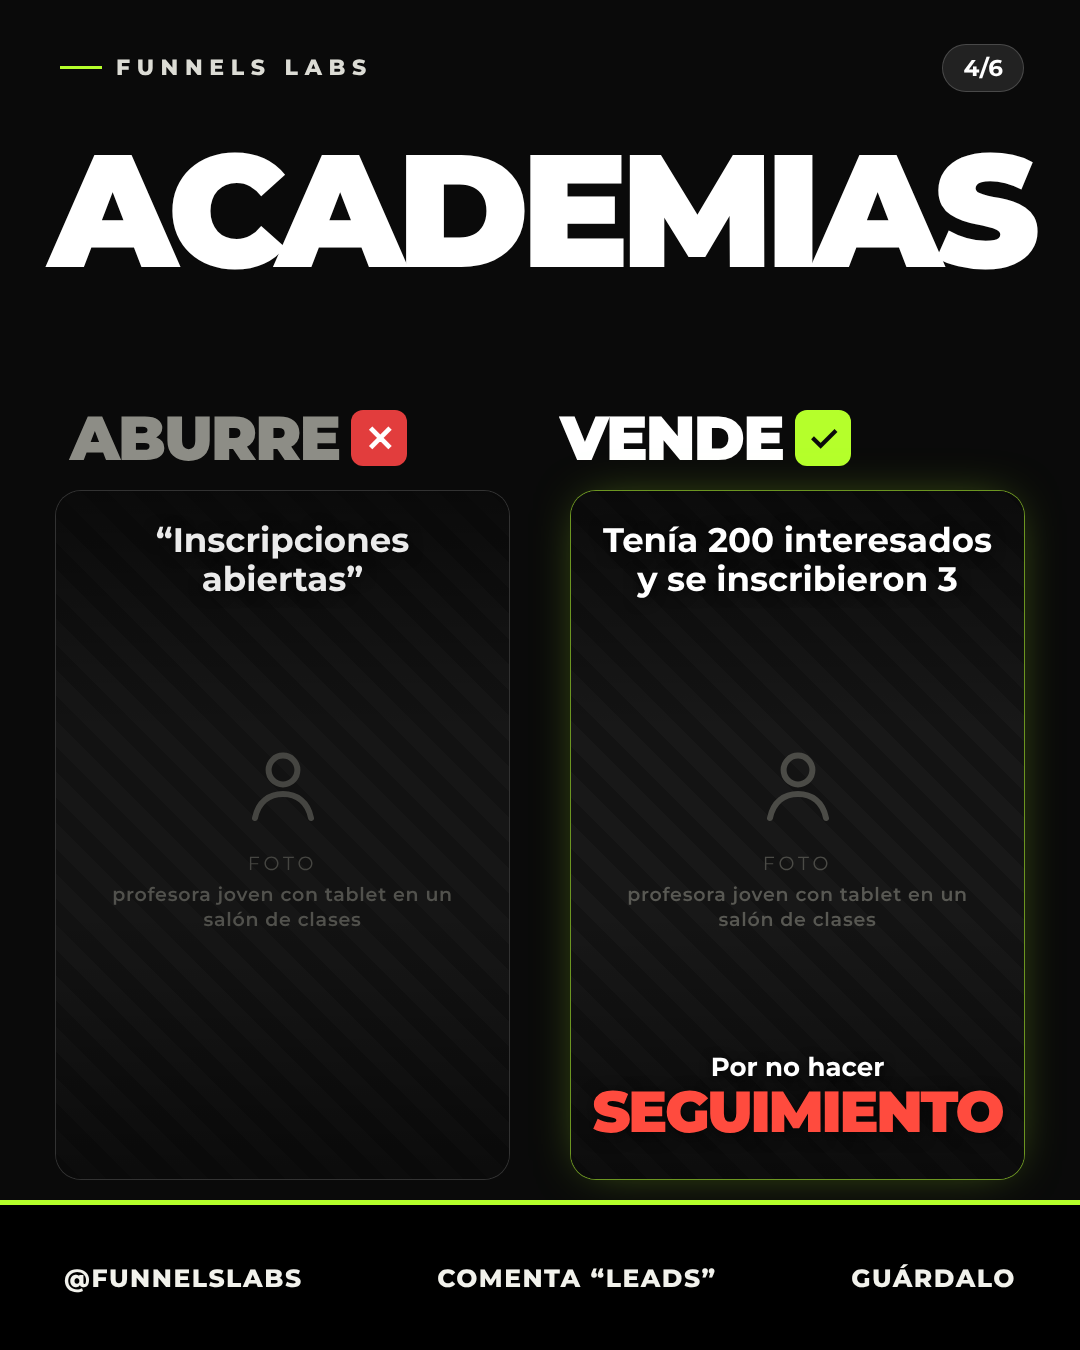 FUNNELS LABS
4/6
ACADEMIAS
ABURRE
VENDE
“Inscripciones
abiertas”
FOTO
profesora joven con tablet en un
salón de clases
Tenía 200 interesados
y se inscribieron 3
FOTO
profesora joven con tablet en un
salón de clases
Por no hacer
SEGUIMIENTO
@FUNNELSLABS
COMENTA “LEADS”
GUÁRDALO